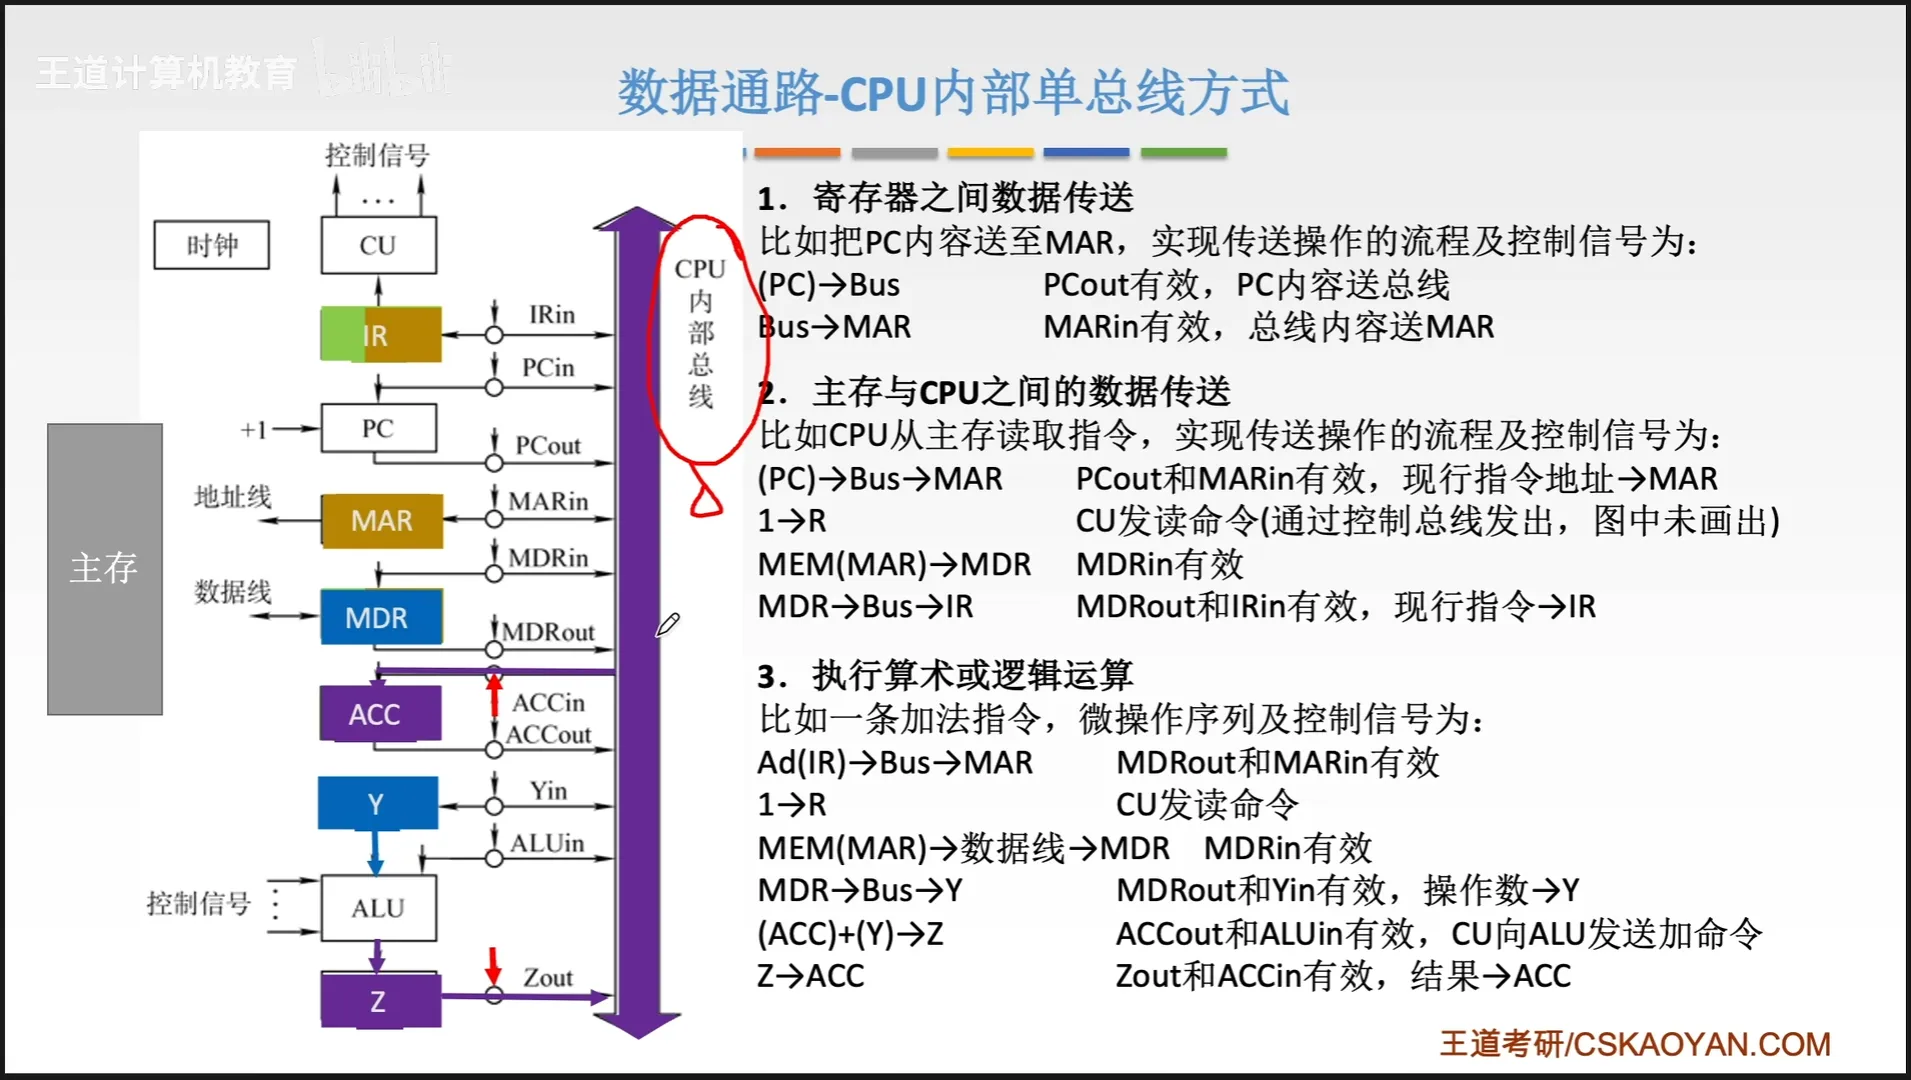 王道计算机教育 bilibili
数据通路-CPU内部单总线方式
控制信号
...
时钟
CU
IR
IRin
PCin
+1
PC
PCout
地址线
MAR
MARin
MDRin
数据线
MDR
MDRout
主存
ACC
ACCin
ACCout
Y
Yin
ALUin
控制信号
ALU
Z
Zout
CPU
内
部
总
线
1. 寄存器之间数据传送
比如把PC内容送至MAR，实现传送操作的流程及控制信号为：
(PC)→Bus PCout有效，PC内容送总线
Bus→MAR MARin有效，总线内容送MAR
2. 主存与CPU之间的数据传送
比如CPU从主存读取指令，实现传送操作的流程及控制信号为：
(PC)→Bus→MAR PCout和MARin有效，现行指令地址→MAR
1→R CU发读命令(通过控制总线发出，图中未画出)
MEM(MAR)→MDR MDRin有效
MDR→Bus→IR MDRout和IRin有效，现行指令→IR
3. 执行算术或逻辑运算
比如一条加法指令，微操作序列及控制信号为：
Ad(IR)→Bus→MAR MDRout和MARin有效
1→R CU发读命令
MEM(MAR)→数据线→MDR MDRin有效
MDR→Bus→Y MDRout和Yin有效，操作数→Y
(ACC)+(Y)→Z ACCout和ALUin有效，CU向ALU发送加命令
Z→ACC Zout和ACCin有效，结果→ACC
王道考研/CSKAOYAN.COM